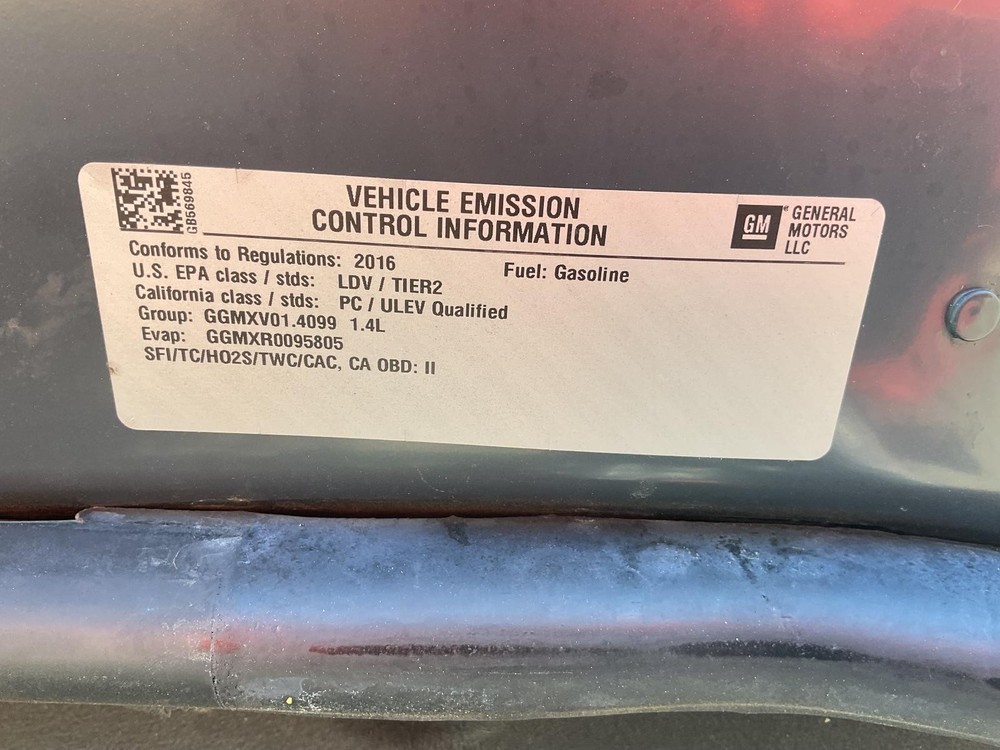 GB569845
VEHICLE EMISSION
CONTROL INFORMATION
GM
GENERAL
MOTORS
LLC
Conforms to Regulations: 2016
Fuel: Gasoline
U.S. EPA class / stds: LDV / TIER2
California class / stds: PC / ULEV Qualified
Group: GGMXV01.4099 1.4L
Evap: GGMXR0095805
SFI/TC/HO2S/TWC/CAC, CA OBD: II